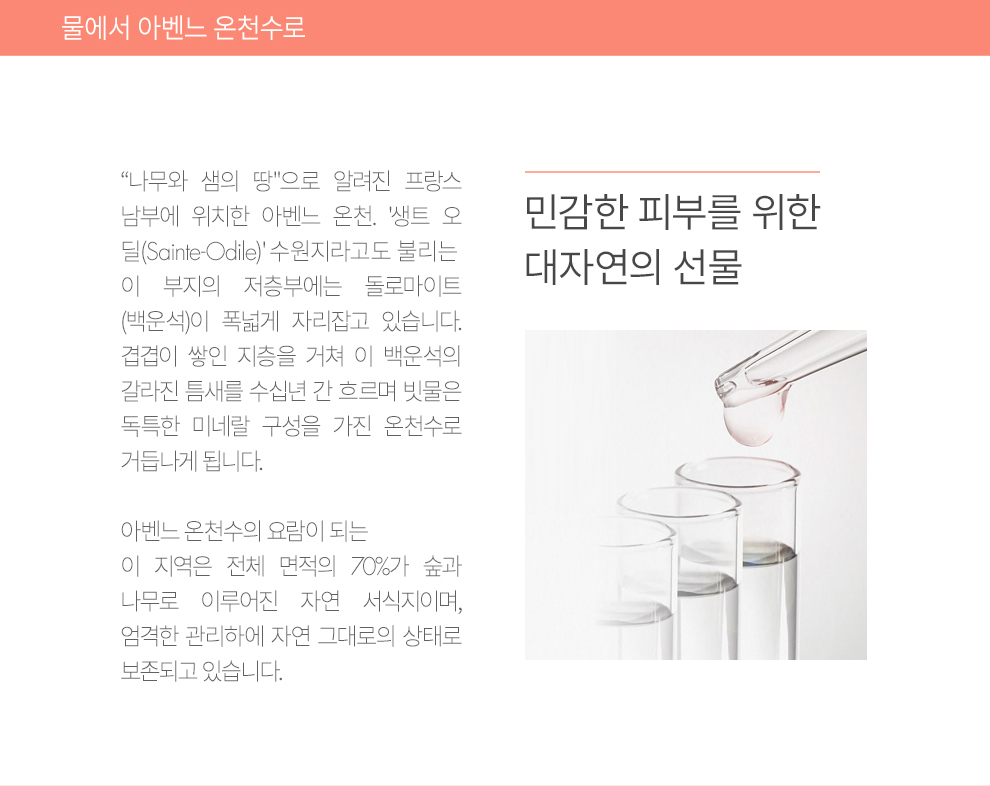 물에서 아벤느 온천수로
“나무와 샘의 땅"으로 알려진 프랑스
남부에 위치한 아벤느 온천. '생트 오
딜(Sainte-Odile)' 수원지라고도 불리는
이 부지의 저층부에는 돌로마이트
(백운석)이 폭넓게 자리잡고 있습니다.
겹겹이 쌓인 지층을 거쳐 이 백운석의
갈라진 틈새를 수십년 간 흐르며 빗물은
독특한 미네랄 구성을 가진 온천수로
거듭나게 됩니다.
아벤느 온천수의 요람이 되는
이 지역은 전체 면적의 70%가 숲과
나무로 이루어진 자연 서식지이며,
엄격한 관리하에 자연 그대로의 상태로
보존되고 있습니다.
민감한 피부를 위한
대자연의 선물